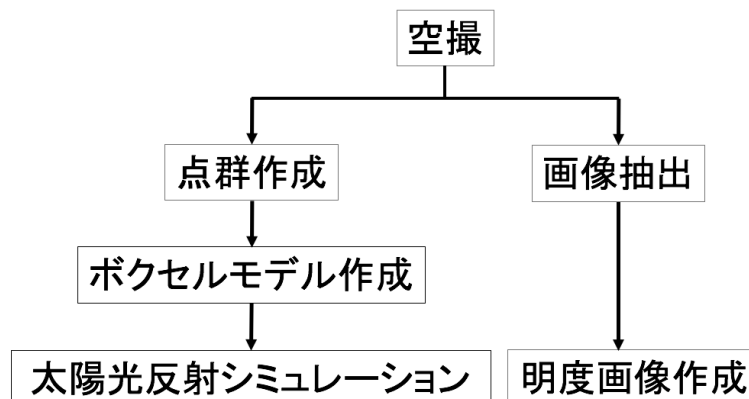 空撮
点群作成
画像抽出
ボクセルモデル作成
太陽光反射シミュレーション
明度画像作成